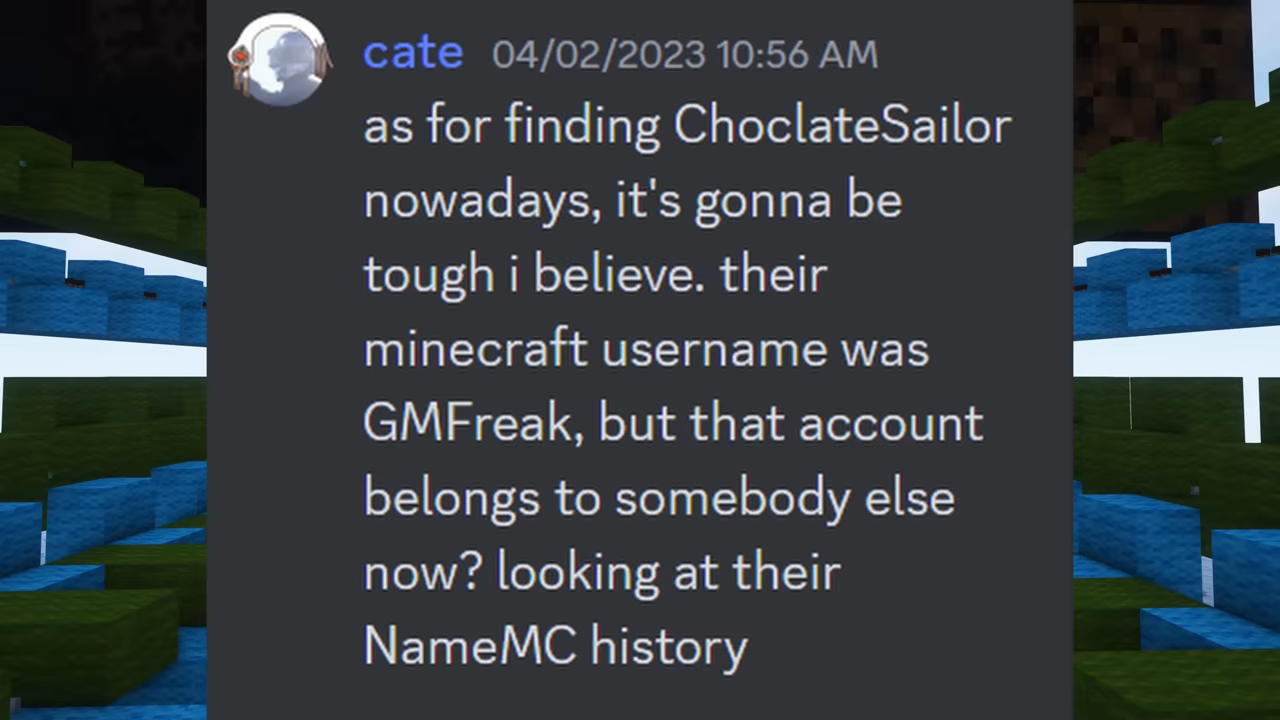 cate 04/02/2023 10:56 AM
as for finding ChoclateSailor
nowadays, it's gonna be
tough i believe. their
minecraft username was
GMFreak, but that account
belongs to somebody else
now? looking at their
NameMC history